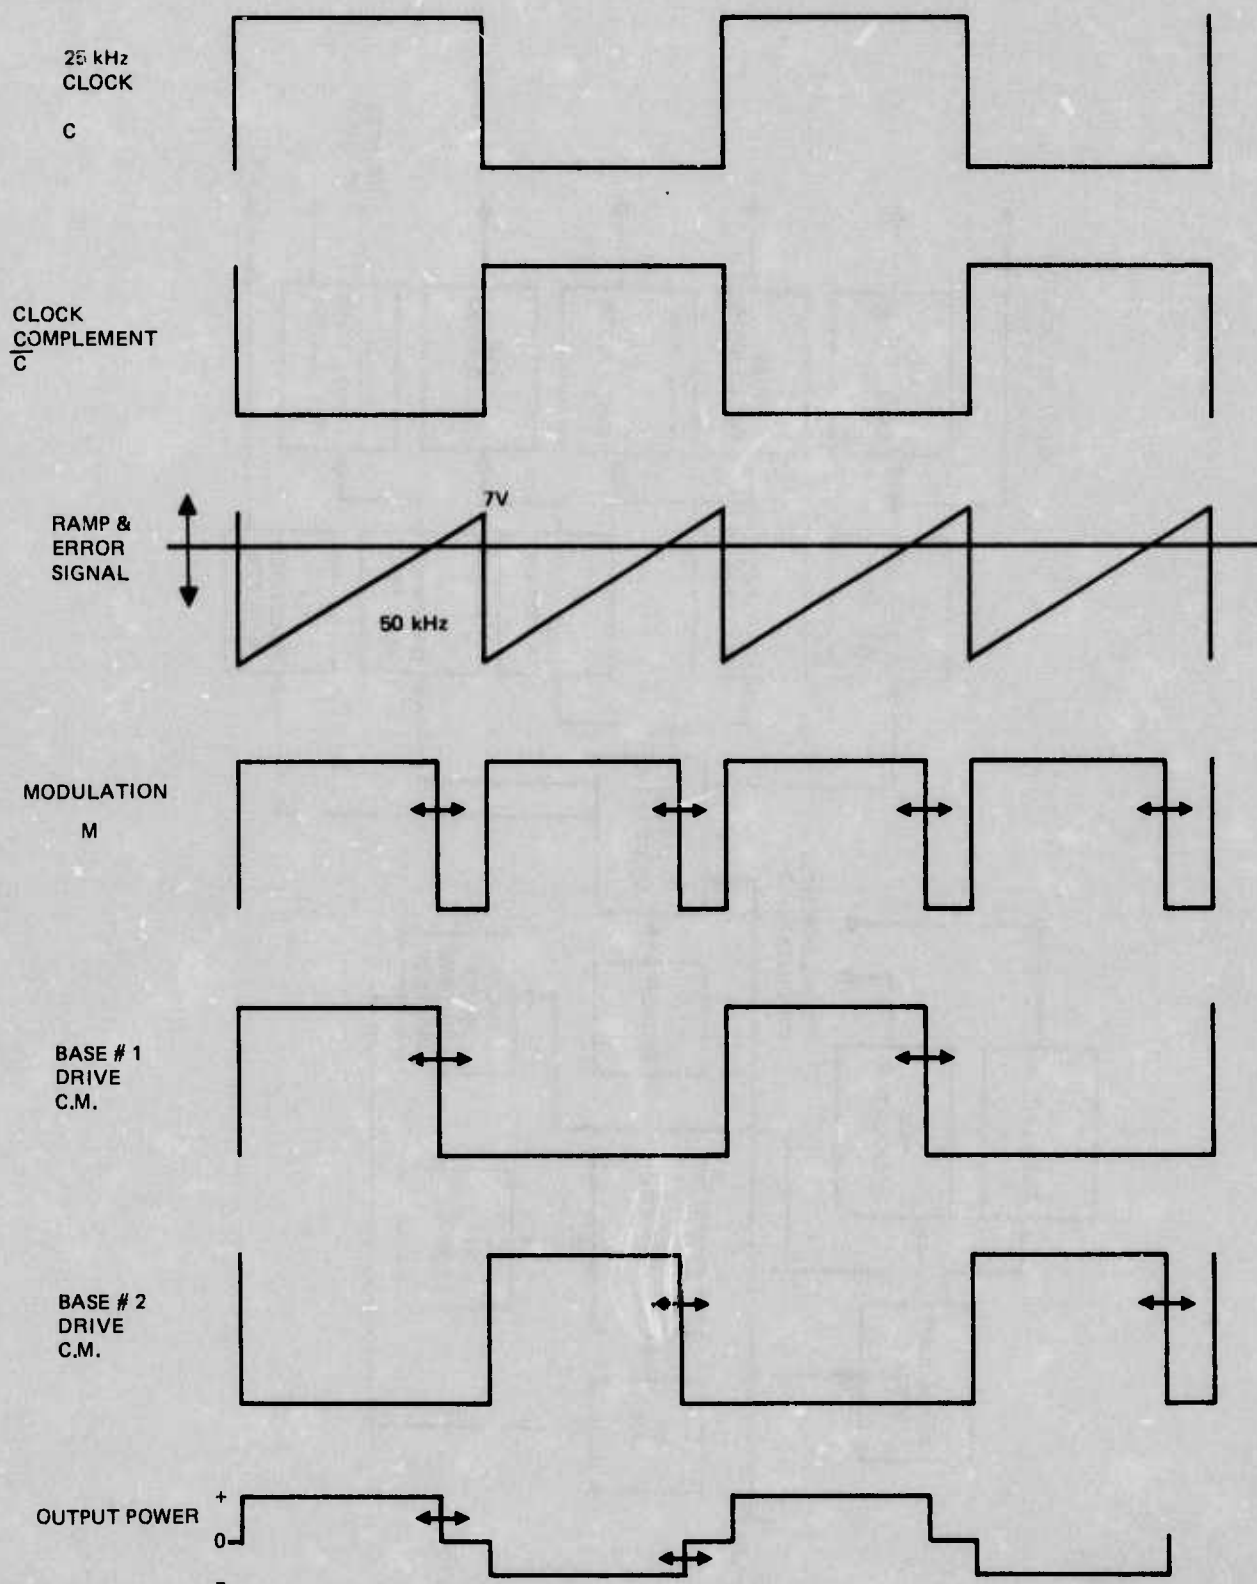 25 kHz
CLOCK
C
CLOCK
COMPLEMENT
C̅
RAMP &
ERROR
SIGNAL
7V
50 kHz
MODULATION
M
BASE # 1
DRIVE
C.M.
BASE # 2
DRIVE
C.M.
OUTPUT POWER
+
0
-